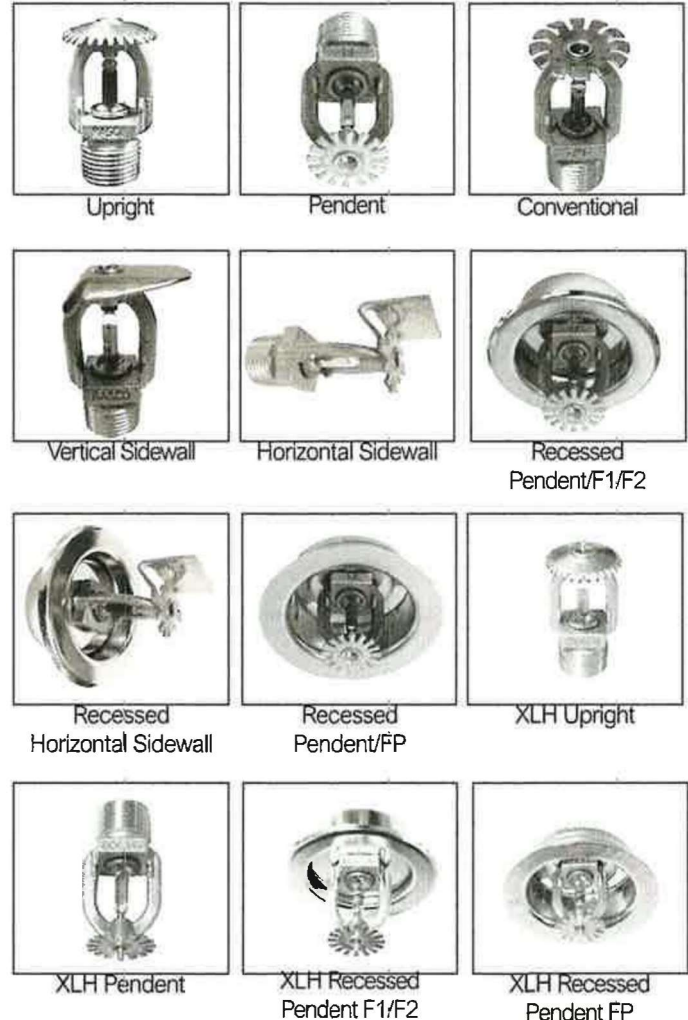 Upright
Pendent
Conventional
RASCO
Vertical Sidewall
Horizontal Sidewall
Recessed
Pendent/F1/F2
Recessed
Horizontal Sidewall
Recessed
Pendent/FP
XLH Upright
XLH Pendent
XLH Recessed
Pendent F1/F2
XLH Recessed
Pendent FP